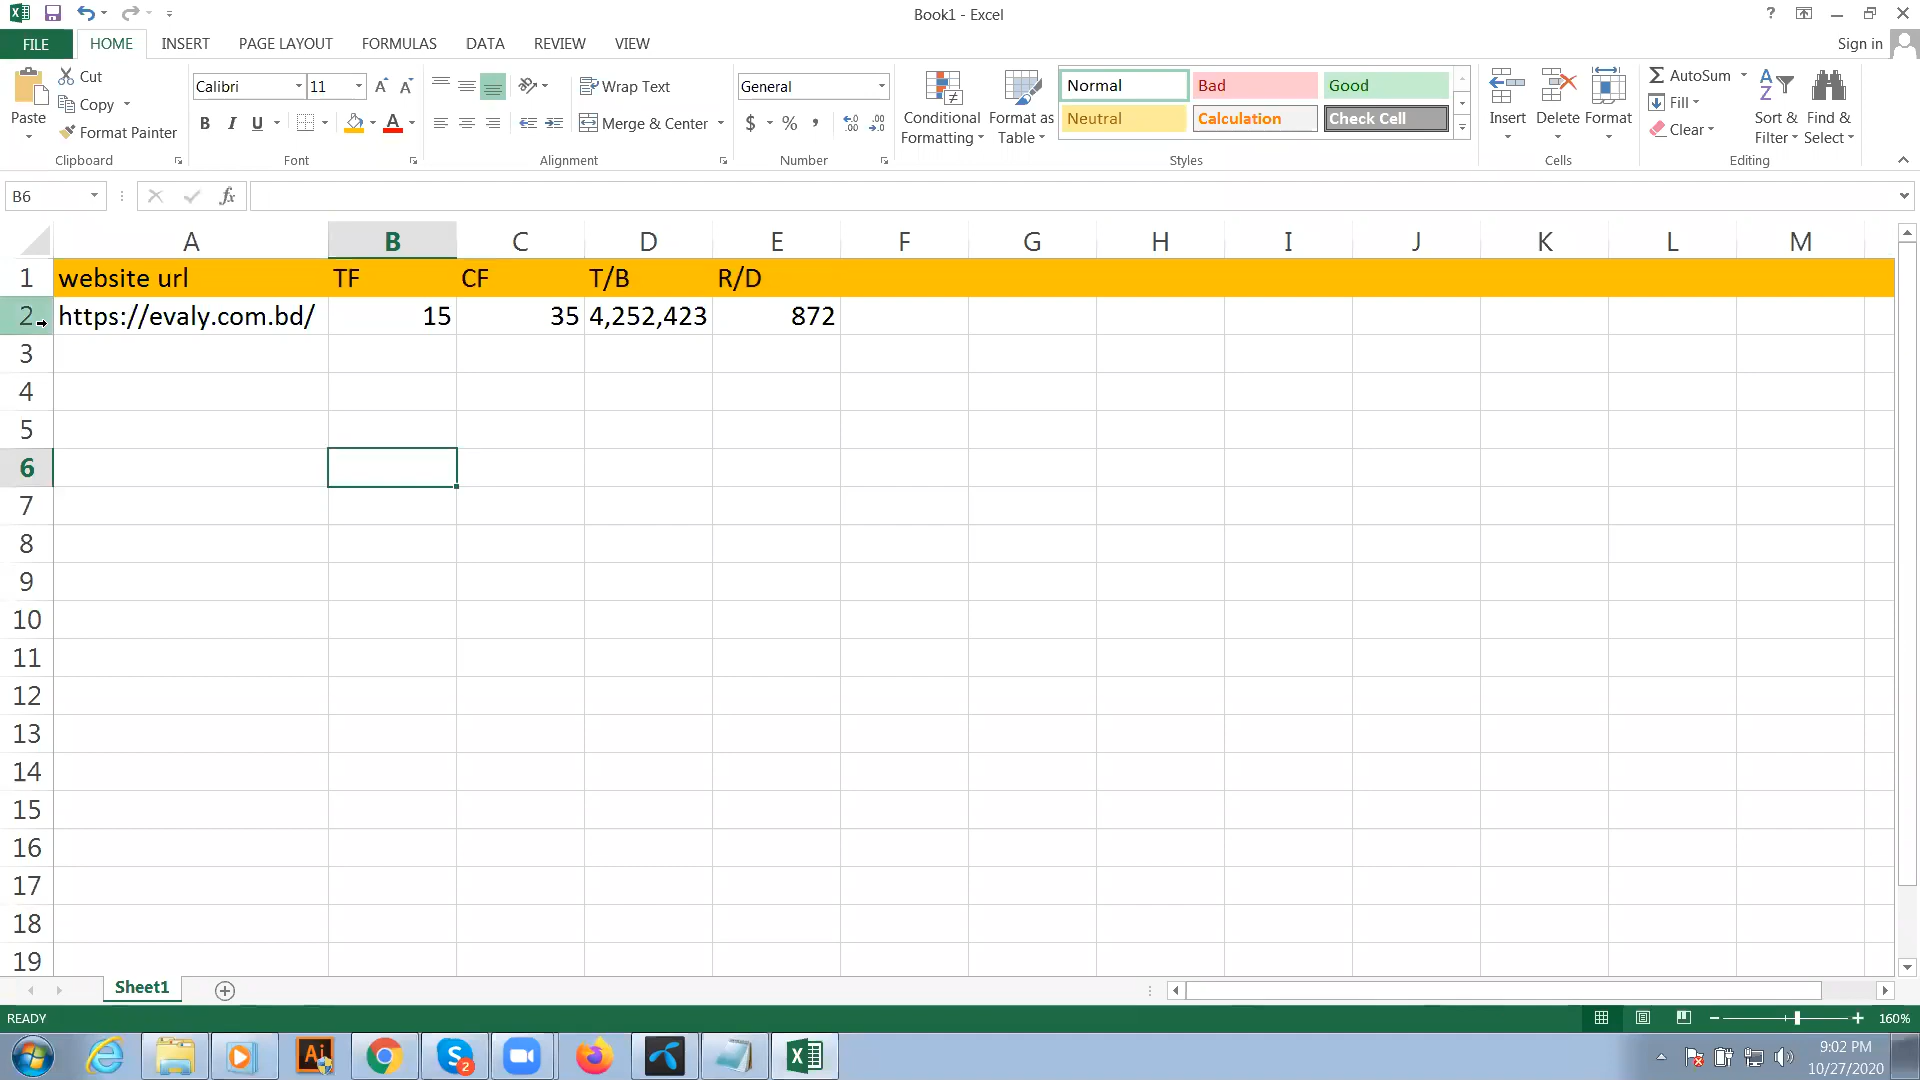 Book1 - Excel
?
FILE HOME INSERT PAGE LAYOUT FORMULAS DATA REVIEW VIEW
Sign in
Paste
Cut
Copy
Format Painter
Clipboard
Calibri 11
B I U
Font
Wrap Text
Merge & Center
Alignment
General
$ % ,
Number
Conditional Formatting
Format as Table
Normal Bad Good
Neutral Calculation Check Cell
Styles
Insert Delete Format
Cells
AutoSum
Fill
Clear
Sort & Filter
Find & Select
Editing
B6
fx
A B C D E F G H I J K L M
1 website url TF CF T/B R/D
2 https://evaly.com.bd/ 15 35 4,252,423 872
3
4
5
6
7
8
9
10
11
12
13
14
15
16
17
18
19
Sheet1
READY
160%
Ai
S 2
9:02 PM
10/27/2020